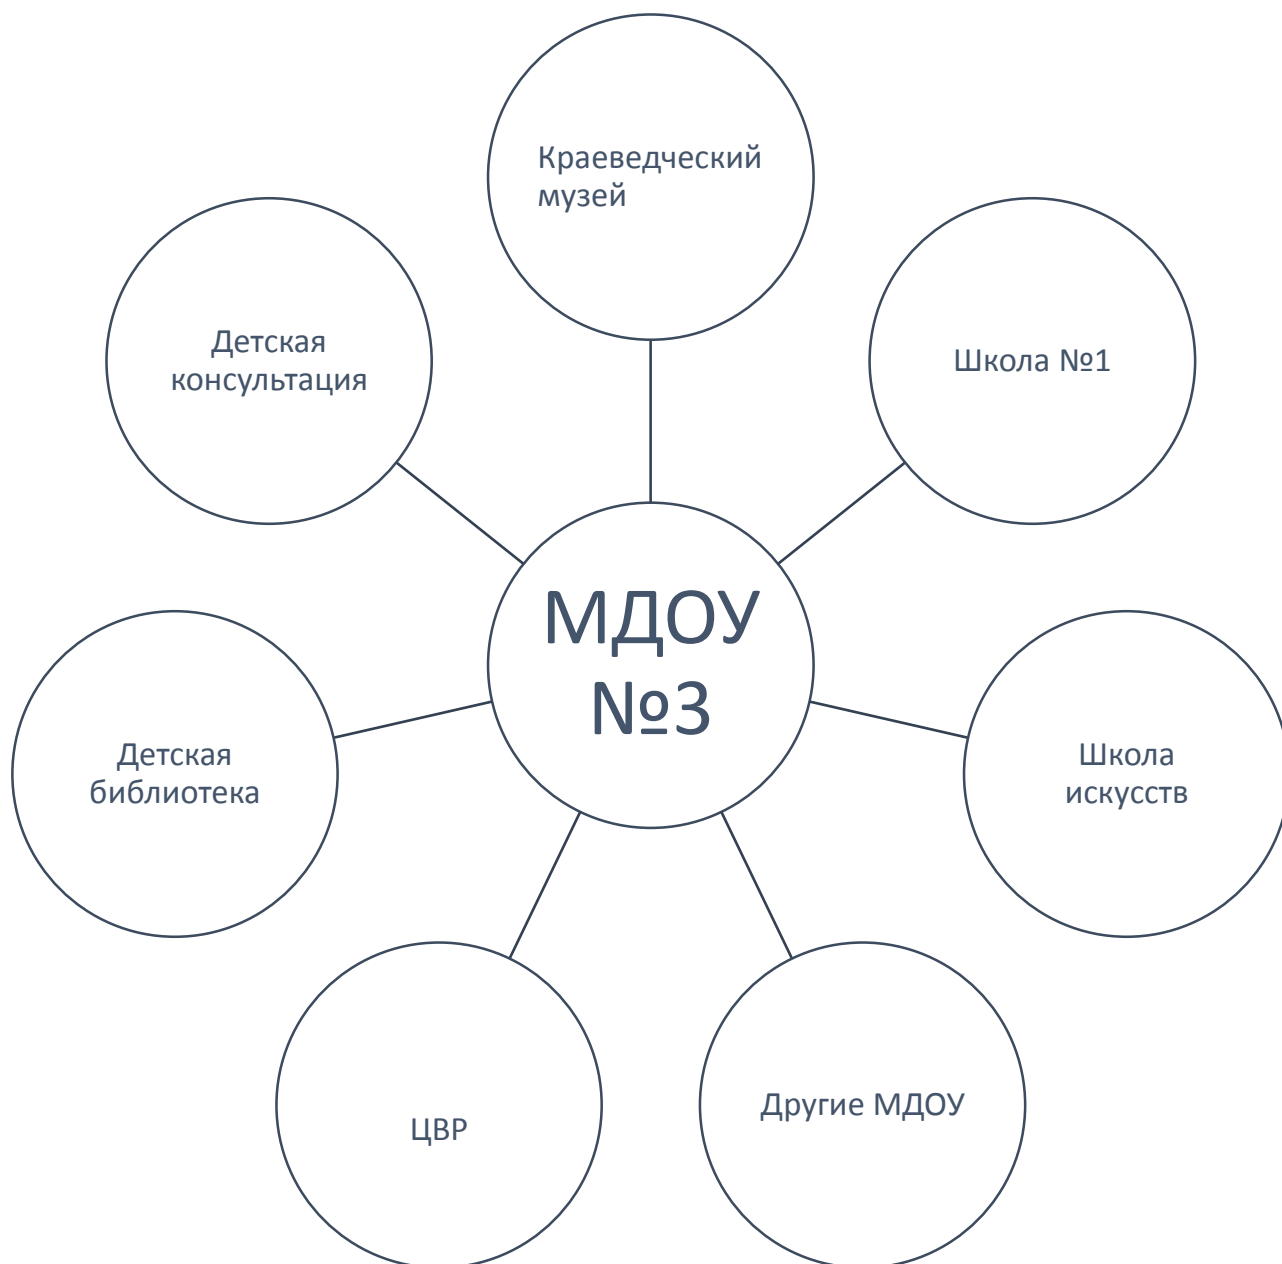 Краеведческий
музей
Детская
консультация
Школа №1
МДОУ
№3
Детская
библиотека
Школа
искусств
ЦВР
Другие МДОУ